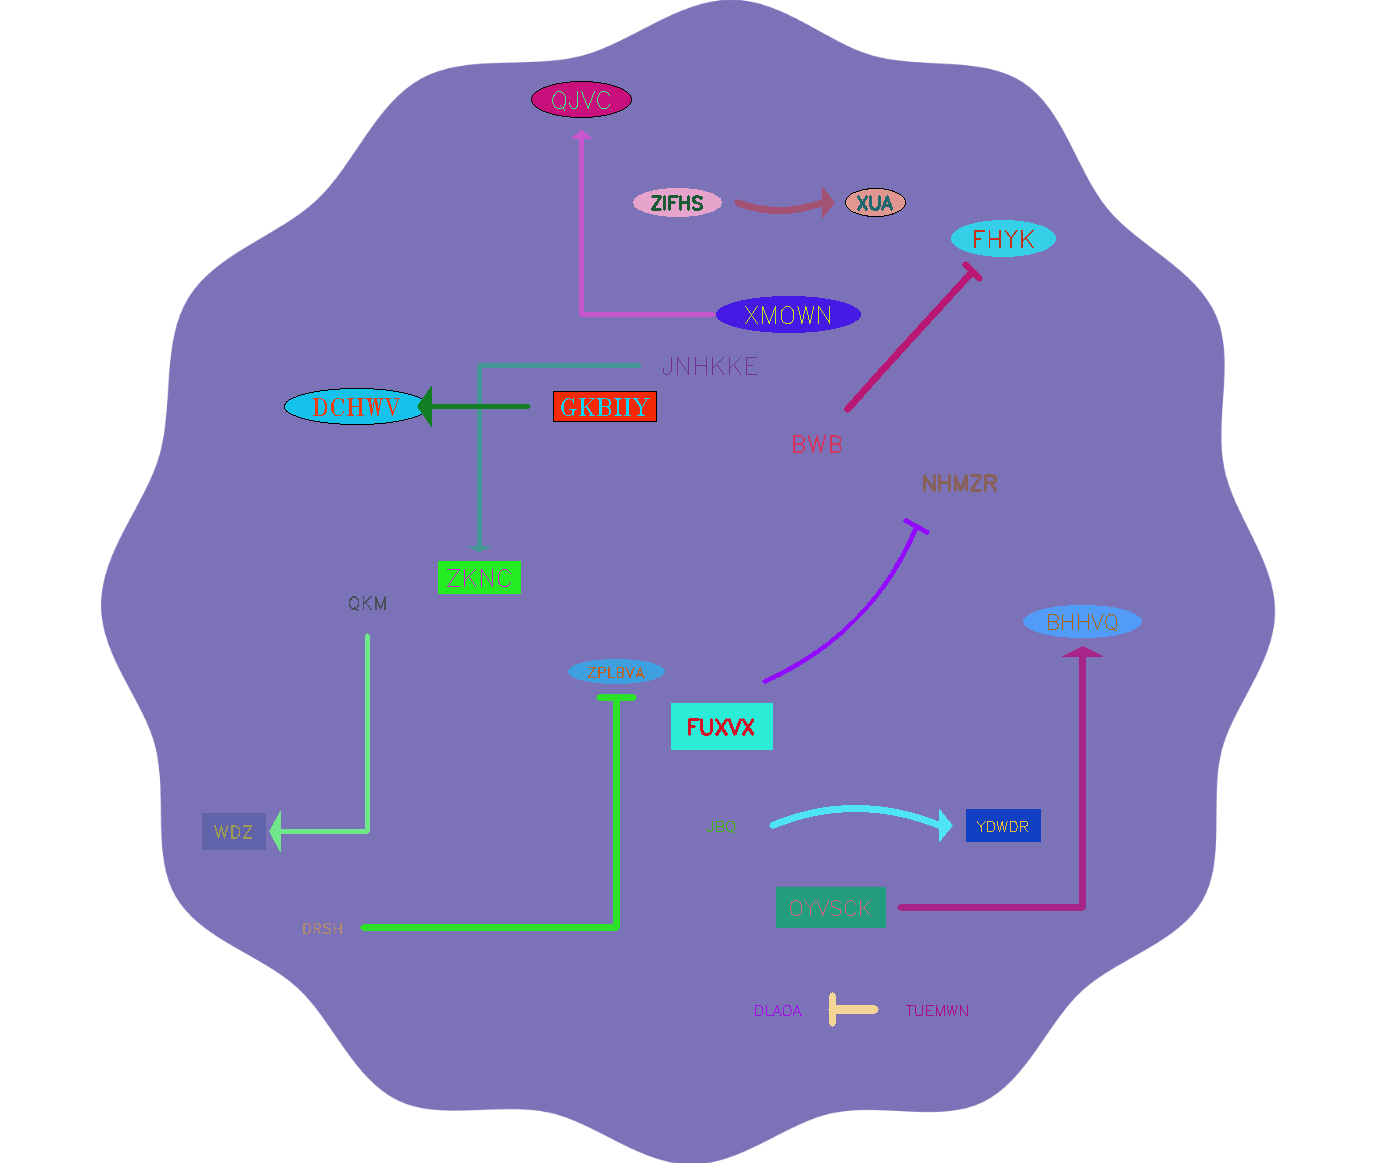 QJVC
ZIFHS
XUA
FHYK
XMOWN
JNHKKE
DCHWV
GKBIIY
BWB
NHMZR
ZKNC
QKM
BHHVQ
ZPLBVA
FUXVX
WDZ
YDWDR
OYVSCK
DRSH
DLAOA
TUEMWN